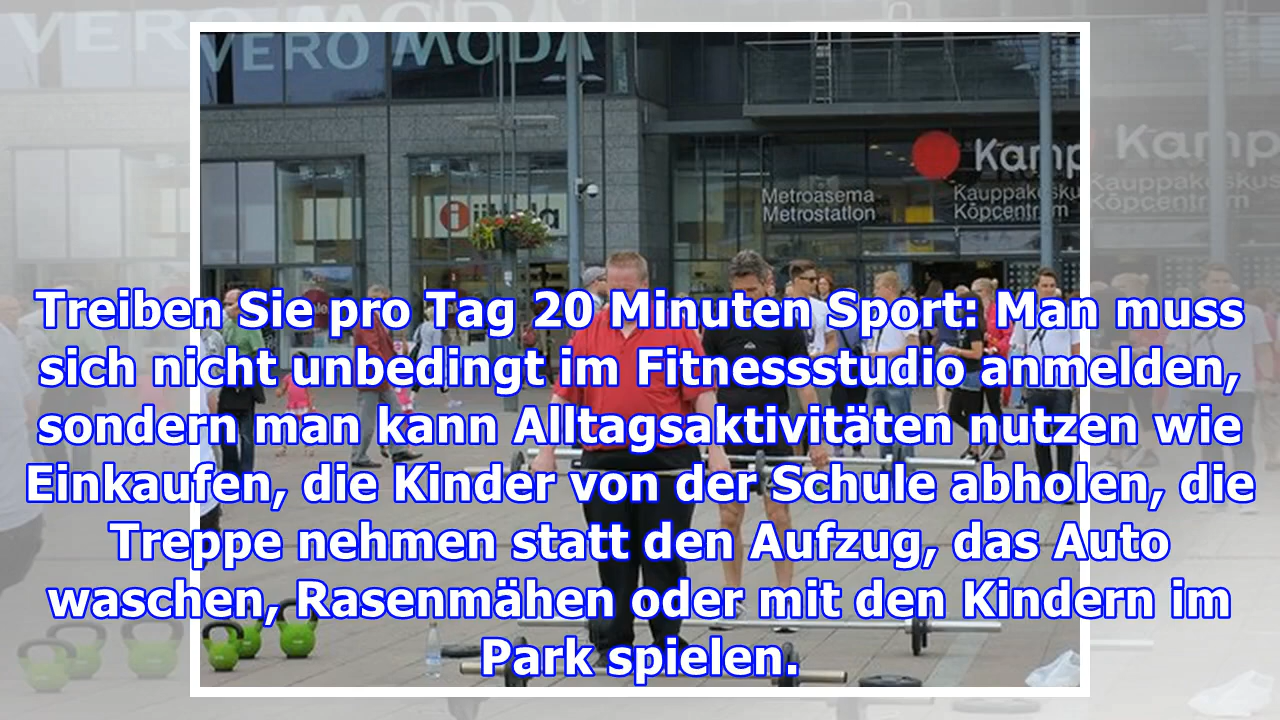 VERO MODA
Kamp
Metroasema
Metrostation
Kauppakesku
Köpcentrum
Treiben Sie pro Tag 20 Minuten Sport: Man muss
sich nicht unbedingt im Fitnessstudio anmelden,
sondern man kann Alltagsaktivitäten nutzen wie
Einkaufen, die Kinder von der Schule abholen, die
Treppe nehmen statt den Aufzug, das Auto
waschen, Rasenmähen oder mit den Kindern im
Park spielen.